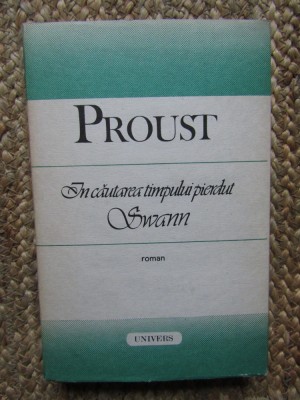 PROUST
In căutarea timpului pierdut
Swann
roman
UNIVERS